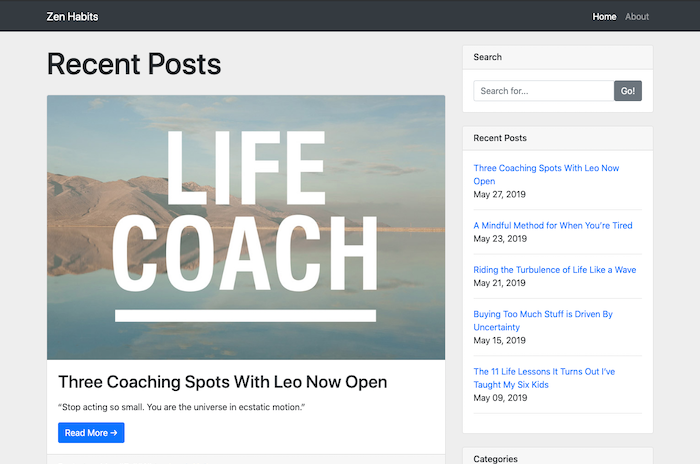 Zen Habits
Home About
Recent Posts
LIFE
COACH
Three Coaching Spots With Leo Now Open
“Stop acting so small. You are the universe in ecstatic motion.”
Read More →
Search
Search for... Go!
Recent Posts
Three Coaching Spots With Leo Now
Open
May 27, 2019
A Mindful Method for When You’re Tired
May 23, 2019
Riding the Turbulence of Life Like a Wave
May 21, 2019
Buying Too Much Stuff is Driven By
Uncertainty
May 15, 2019
The 11 Life Lessons It Turns Out I’ve
Taught My Six Kids
May 09, 2019
Categories